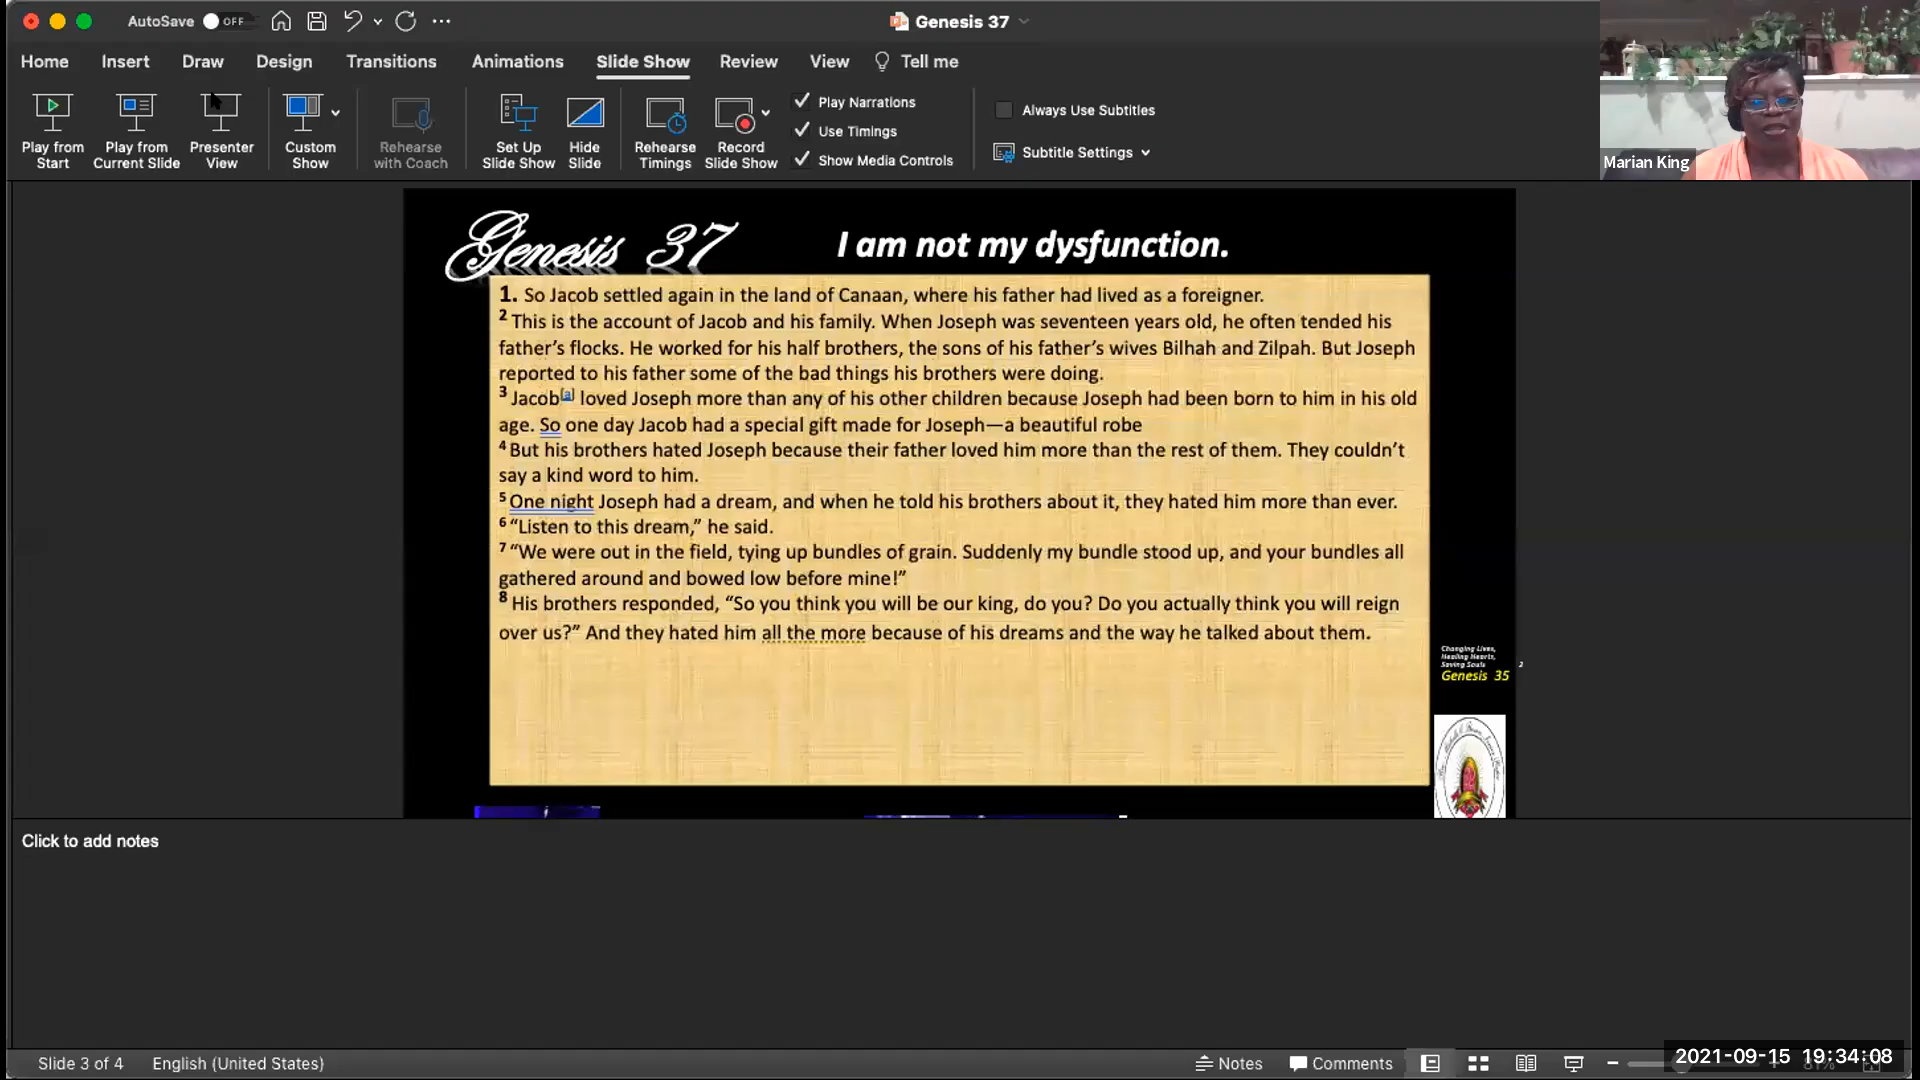 AutoSave OFF
Genesis 37
Home Insert Draw Design Transitions Animations Slide Show Review View Tell me
Play from Start
Play from Current Slide
Presenter View
Custom Show
Rehearse with Coach
Set Up Slide Show
Hide Slide
Rehearse Timings
Record Slide Show
Play Narrations
Use Timings
Show Media Controls
Always Use Subtitles
Subtitle Settings
Marian King
Genesis 37
I am not my dysfunction.
1. So Jacob settled again in the land of Canaan, where his father had lived as a foreigner.
2 This is the account of Jacob and his family. When Joseph was seventeen years old, he often tended his
father’s flocks. He worked for his half brothers, the sons of his father’s wives Bilhah and Zilpah. But Joseph
reported to his father some of the bad things his brothers were doing.
3 Jacob[a] loved Joseph more than any of his other children because Joseph had been born to him in his old
age. So one day Jacob had a special gift made for Joseph—a beautiful robe
4 But his brothers hated Joseph because their father loved him more than the rest of them. They couldn’t
say a kind word to him.
5 One night Joseph had a dream, and when he told his brothers about it, they hated him more than ever.
6 “Listen to this dream,” he said.
7 “We were out in the field, tying up bundles of grain. Suddenly my bundle stood up, and your bundles all
gathered around and bowed low before mine!”
8 His brothers responded, “So you think you will be our king, do you? Do you actually think you will reign
over us?” And they hated him all the more because of his dreams and the way he talked about them.
Changing Lives,
Healing Hearts,
Saving Souls 2
Genesis 35
Click to add notes
Slide 3 of 4 English (United States)
Notes Comments
2021-09-15 19:34:08